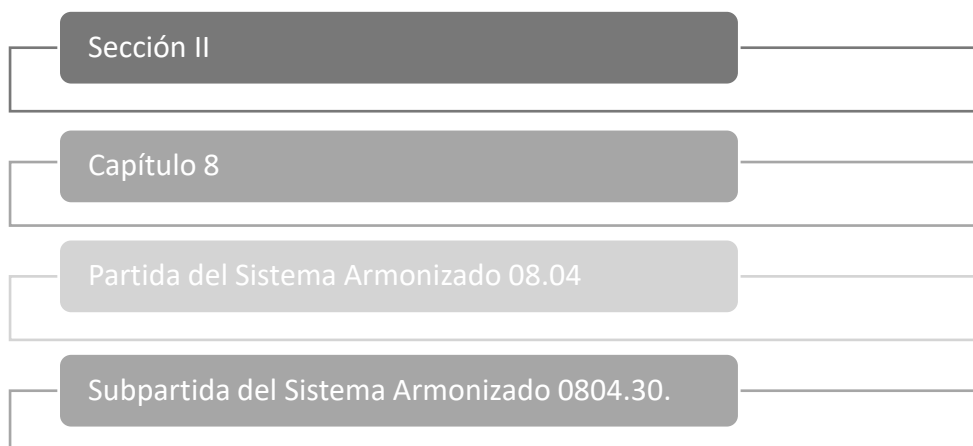 Sección II
Capítulo 8
Partida del Sistema Armonizado 08.04
Subpartida del Sistema Armonizado 0804.30.